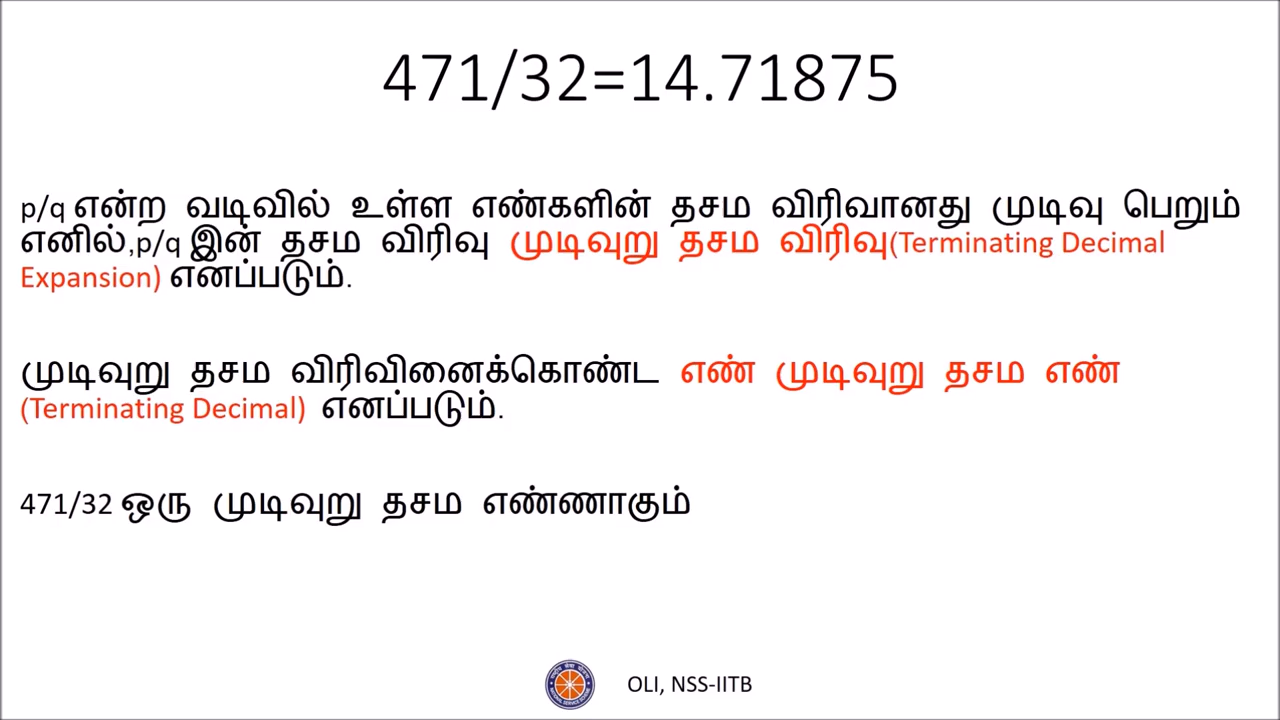 471/32=14.71875
p/q என்ற வடிவில் உள்ள எண்களின் தசம விரிவானது முடிவு பெறும்
எனில்,p/q இன் தசம விரிவு முடிவுறு தசம விரிவு(Terminating Decimal
Expansion) எனப்படும்.
முடிவுறு தசம விரிவினைக்கொண்ட எண் முடிவுறு தசம எண்
(Terminating Decimal) எனப்படும்.
471/32 ஒரு முடிவுறு தசம எண்ணாகும்
OLI, NSS-IITB